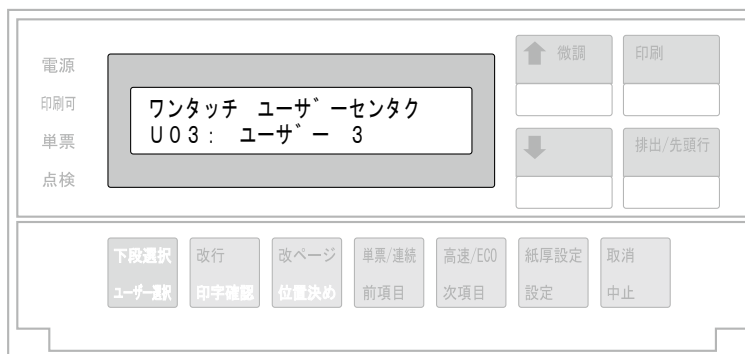 電源
印刷可
単票
点検
ワンタッチ ユーザ゛ーセンタク
U03: ユーザ゛ー 3
微調
印刷
排出/先頭行
下段選択
ユーザー選択
改行
印字確認
改ページ
位置決め
単票/連続
前項目
高速/ECO
次項目
紙厚設定
設定
取消
中止